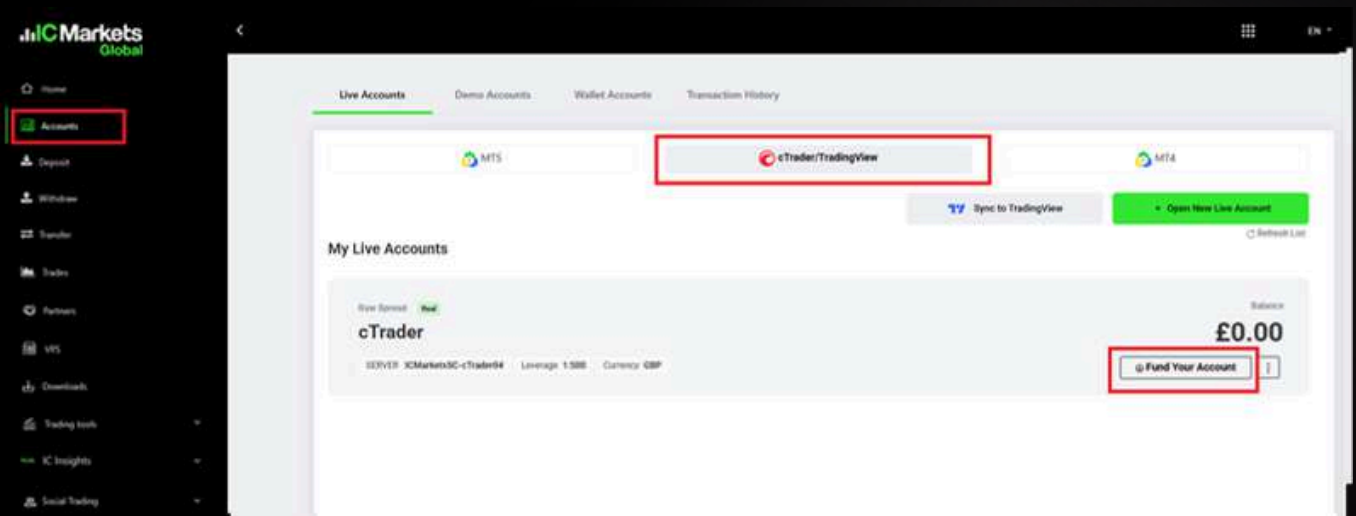 IC Markets
Global
EN
Home
Accounts
Deposit
Withdraw
Transfer
Trades
Partners
VPS
Downloads
Trading tools
IC Insights
Social Trading
Live Accounts
Demo Accounts
Wallet Accounts
Transaction History
MT5
cTrader/TradingView
MT4
Sync to TradingView
+ Open New Live Account
Refresh List
My Live Accounts
Raw Spread Real
Balance
cTrader
£0.00
SERVER ICMarketsSC-cTrader04 Leverage 1:500 Currency GBP
Fund Your Account